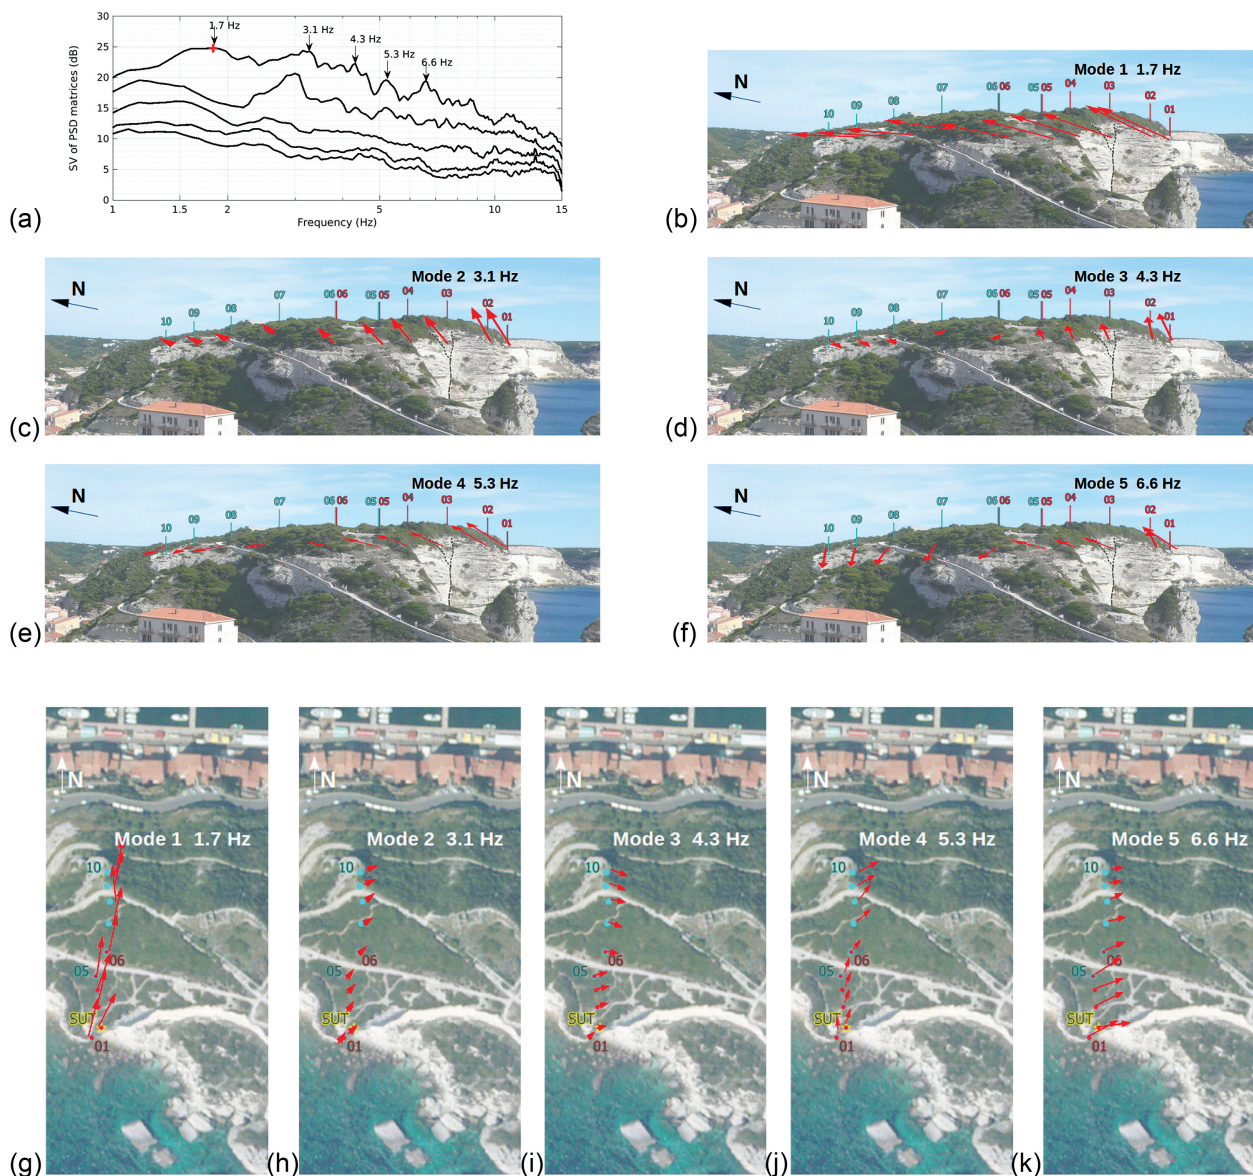 30
25
20
15
10
5
0
SV of PSD matrices (dB)
1.7 Hz
3.1 Hz
4.3 Hz
5.3 Hz
6.6 Hz
1 1.5 2 5 10 15
Frequency (Hz)
(a)
Mode 1 1.7 Hz
N
10 09 08 07 06 06 05 05 04 03 02 01
(b)
Mode 2 3.1 Hz
N
10 09 08 07 06 06 05 05 04 03 02 01
(c)
Mode 3 4.3 Hz
N
10 09 08 07 06 06 05 05 04 03 02 01
(d)
Mode 4 5.3 Hz
N
10 09 08 07 06 06 05 05 04 03 02 01
(e)
Mode 5 6.6 Hz
N
10 09 08 07 06 06 05 05 04 03 02 01
(f)
N
Mode 1 1.7 Hz
10
06
05
SUT
01
(g)
N
Mode 2 3.1 Hz
10
06
05
SUT
01
(h)
N
Mode 3 4.3 Hz
10
06
05
SUT
01
(i)
N
Mode 4 5.3 Hz
10
06
05
SUT
01
(j)
N
Mode 5 6.6 Hz
10
06
05
SUT
01
(k)